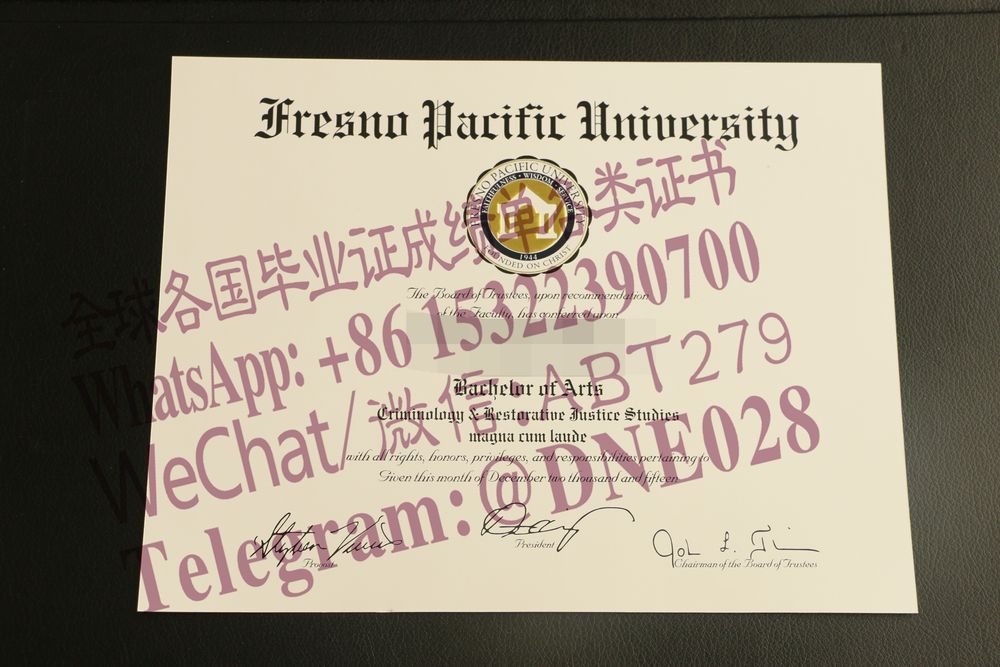 Fresno Pacific University
FRESNO PACIFIC UNIVERSITY
FAITHFULNESS • WISDOM • SERVICE
1944
FOUNDED ON CHRIST
全球各国毕业证成绩单各类证书
The Board of Trustees, upon recommendation
of the Faculty, has conferred upon
WhatsApp: +86 15322390700
Bachelor of Arts
Criminology & Restorative Justice Studies
magna cum laude
WeChat/微信:ABT279
with all rights, honors, privileges, and responsibilities pertaining to
Given this month of December two thousand and fifteen
Telegram:@DNE028
Provost
President
Chairman of the Board of Trustees